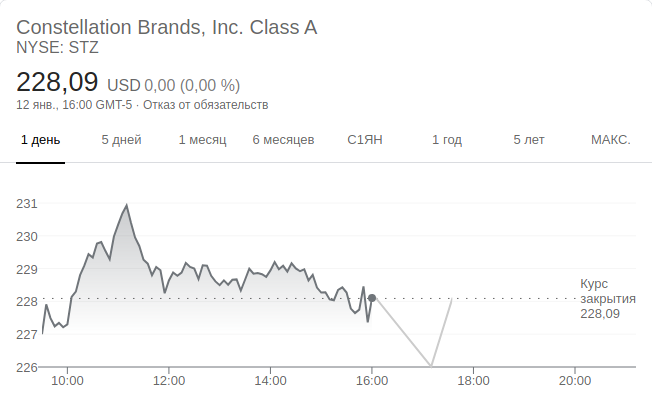 Constellation Brands, Inc. Class A
NYSE: STZ
228,09 USD 0,00 (0,00 %)
12 янв., 16:00 GMT-5 · Отказ от обязательств
1 день 5 дней 1 месяц 6 месяцев С1ЯН 1 год 5 лет МАКС.
231
230
229
228
227
226
Курс
закрытия
228,09
10:00 12:00 14:00 16:00 18:00 20:00